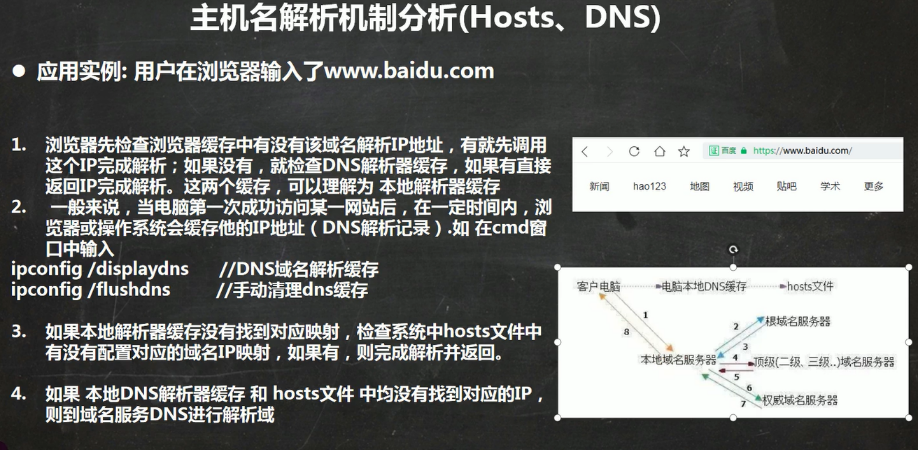 主机名解析机制分析(Hosts、DNS)
● 应用实例: 用户在浏览器输入了www.baidu.com
1. 浏览器先检查浏览器缓存中有没有该域名解析IP地址，有就先调用
这个IP完成解析；如果没有，就检查DNS解析器缓存，如果有直接
返回IP完成解析。这两个缓存，可以理解为 本地解析器缓存
2. 一般来说，当电脑第一次成功访问某一网站后，在一定时间内，浏
览器或操作系统会缓存他的IP地址（DNS解析记录）.如 在cmd窗
口中输入
ipconfig /displaydns //DNS域名解析缓存
ipconfig /flushdns //手动清理dns缓存
3. 如果本地解析器缓存没有找到对应映射，检查系统中hosts文件中
有没有配置对应的域名IP映射，如果有，则完成解析并返回。
4. 如果 本地DNS解析器缓存 和 hosts文件 中均没有找到对应的IP，
则到域名服务DNS进行解析域
百度 https://www.baidu.com/
新闻 hao123 地图 视频 贴吧 学术 更多
客户电脑 电脑本地DNS缓存 hosts文件
1
8
2
根域名服务器
3
本地域名服务器
4
顶级(二级、三级..)域名服务器
5
6
7
权威域名服务器